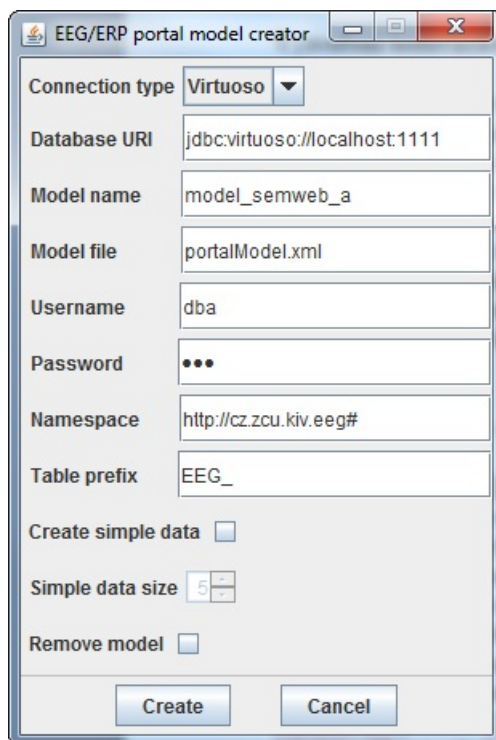 EEG/ERP portal model creator
Connection type Virtuoso
Database URI jdbc:virtuoso://localhost:1111
Model name model_semweb_a
Model file portalModel.xml
Username dba
Password •••
Namespace http://cz.zcu.kiv.eeg#
Table prefix EEG_
Create simple data
Simple data size 5
Remove model
Create Cancel